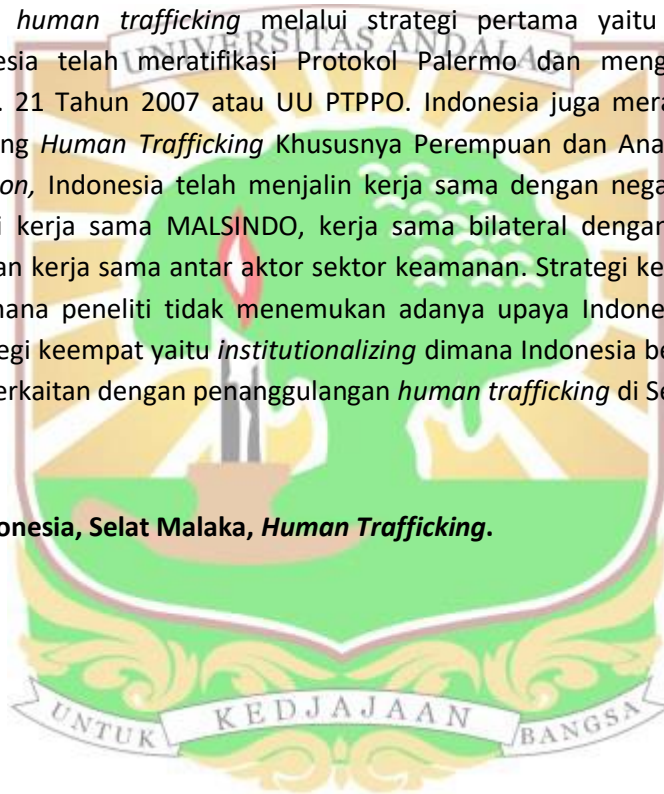 human trafficking melalui strategi pertama yaitu
UNIVERSITAS ANDALAS
esia telah meratifikasi Protokol Palermo dan meng
. 21 Tahun 2007 atau UU PTPPO. Indonesia juga mera
ng Human Trafficking Khususnya Perempuan dan Ana
on, Indonesia telah menjalin kerja sama dengan nega
i kerja sama MALSINDO, kerja sama bilateral dengan
an kerja sama antar aktor sektor keamanan. Strategi ke
nana peneliti tidak menemukan adanya upaya Indone
egi keempat yaitu institutionalizing dimana Indonesia be
erkaitan dengan penanggulangan human trafficking di Se
onesia, Selat Malaka, Human Trafficking.
UNTUK KEDJAJAAN BANGSA